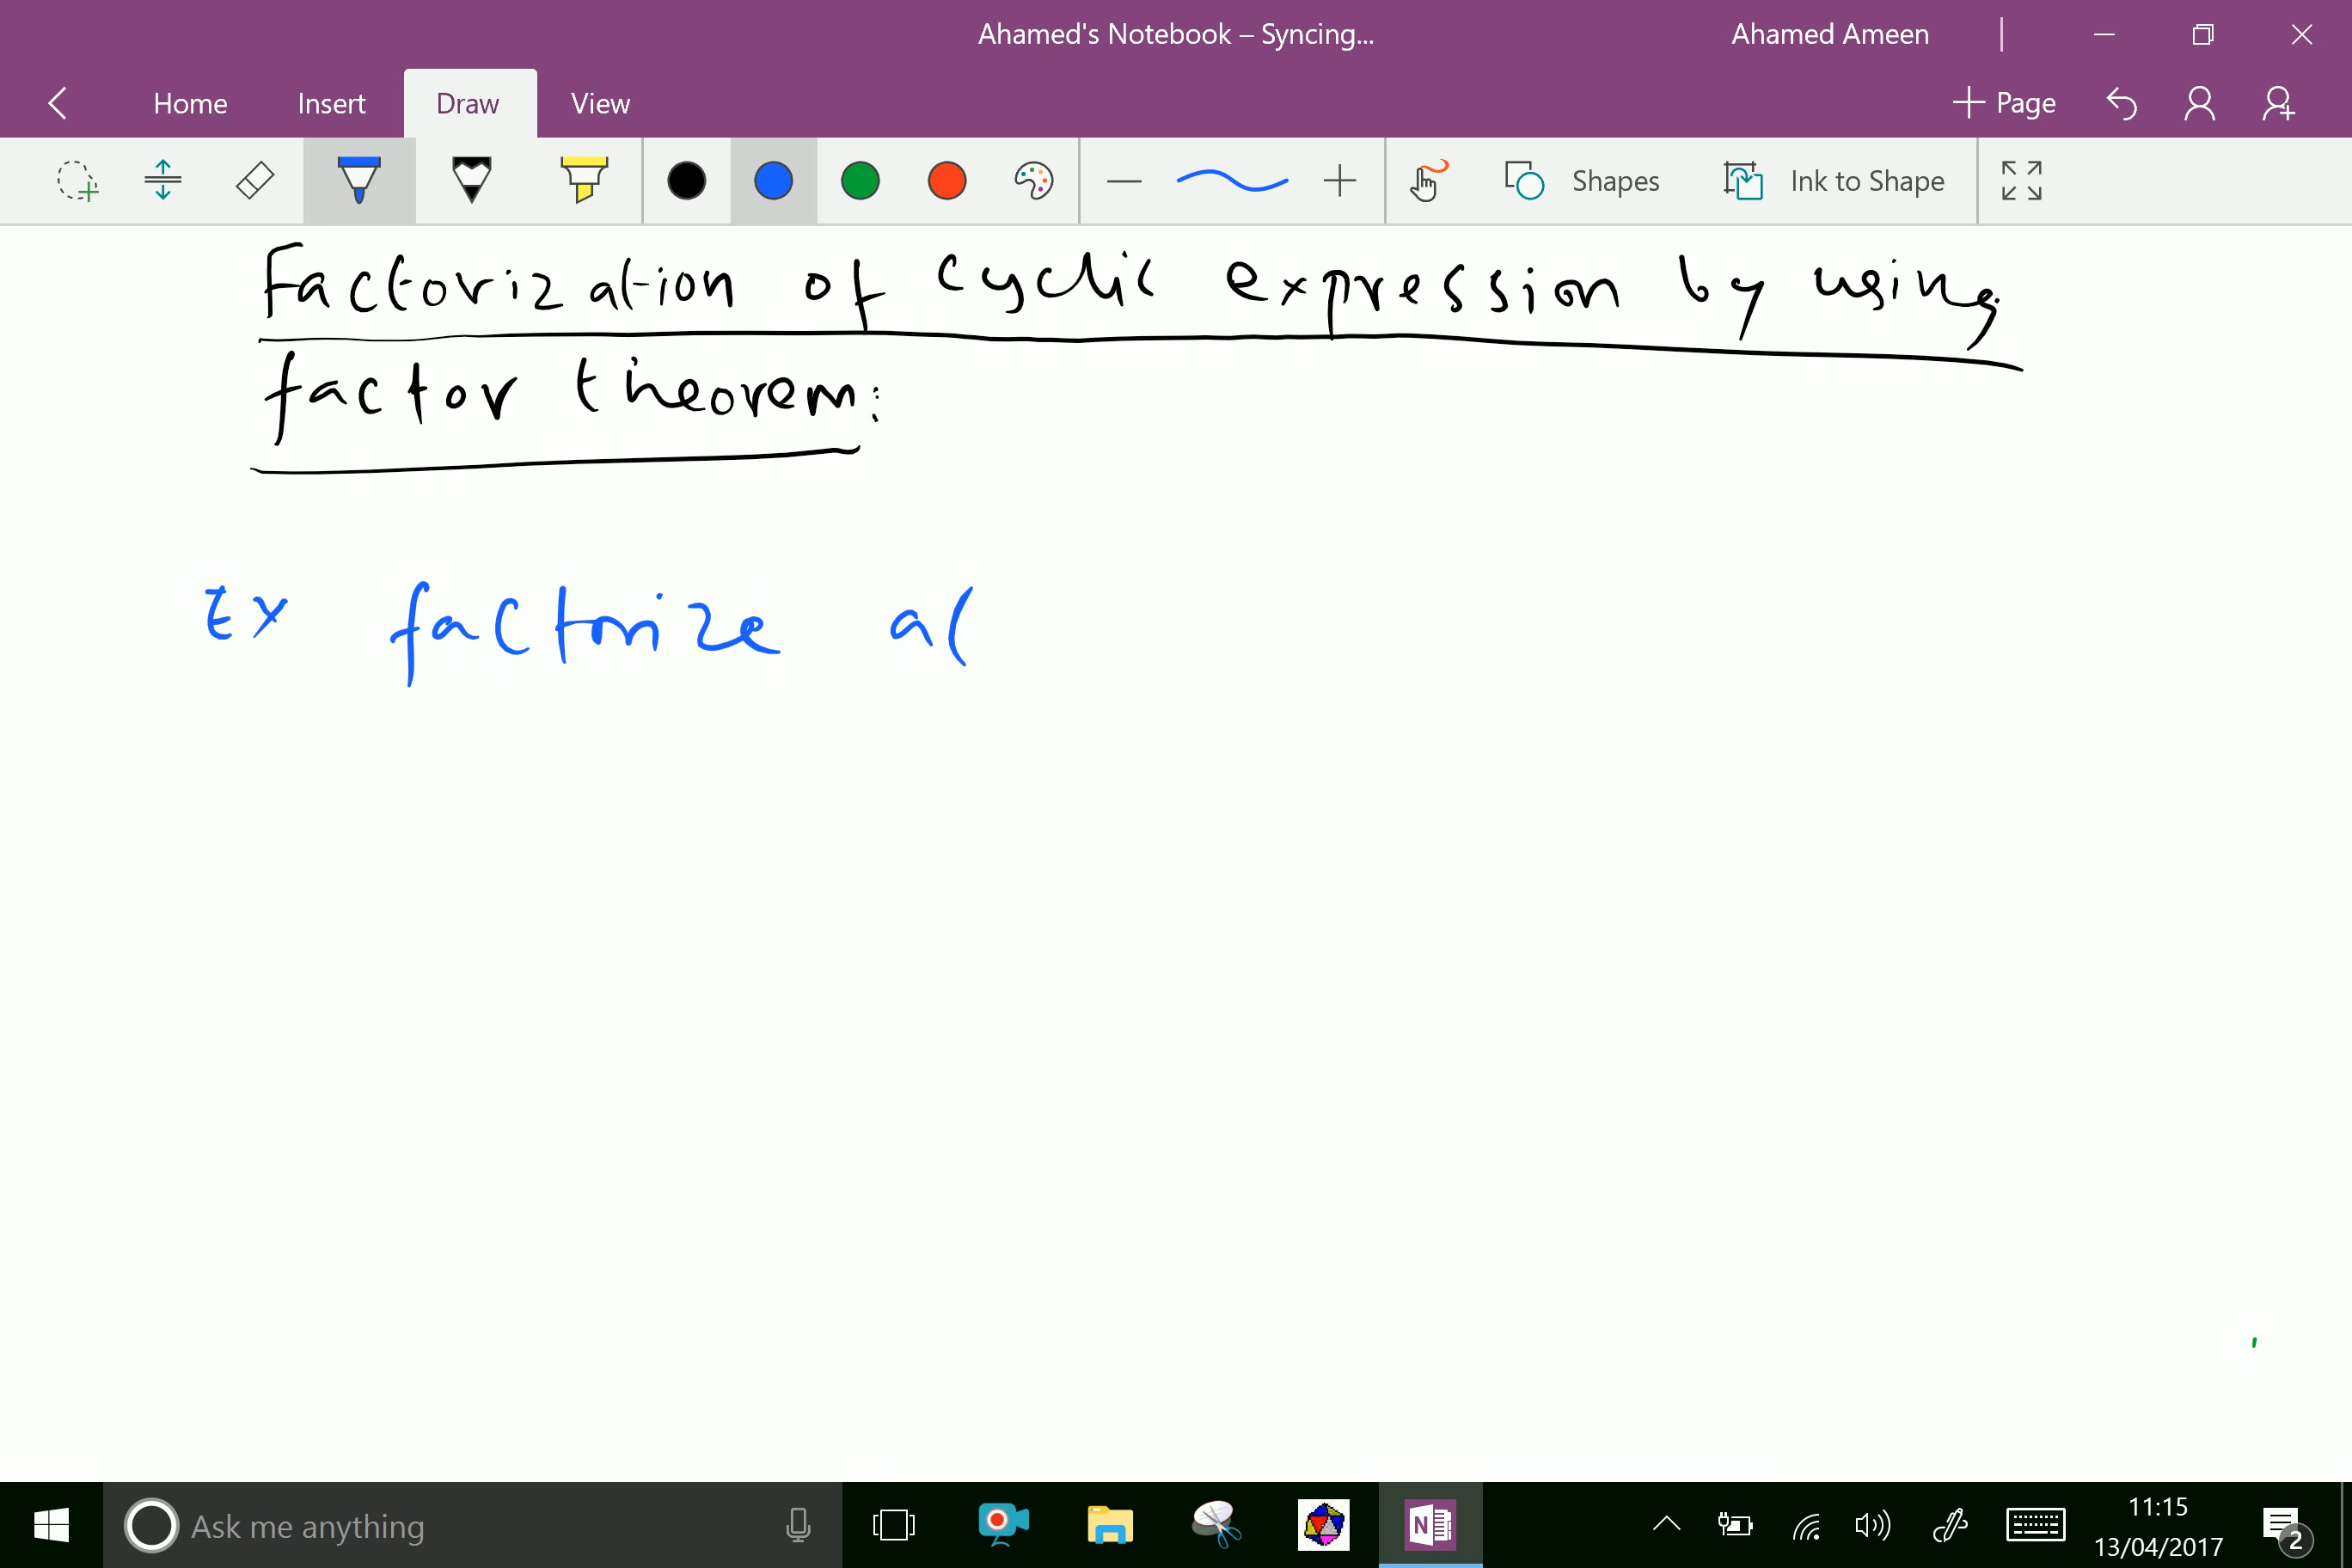 Ahamed's Notebook – Syncing...
Ahamed Ameen
Home Insert Draw View
Page
Shapes Ink to Shape
Factorization of cyclic expression by using
factor theorem:
Ex factorize a(
Ask me anything
N
11:15
13/04/2017
2